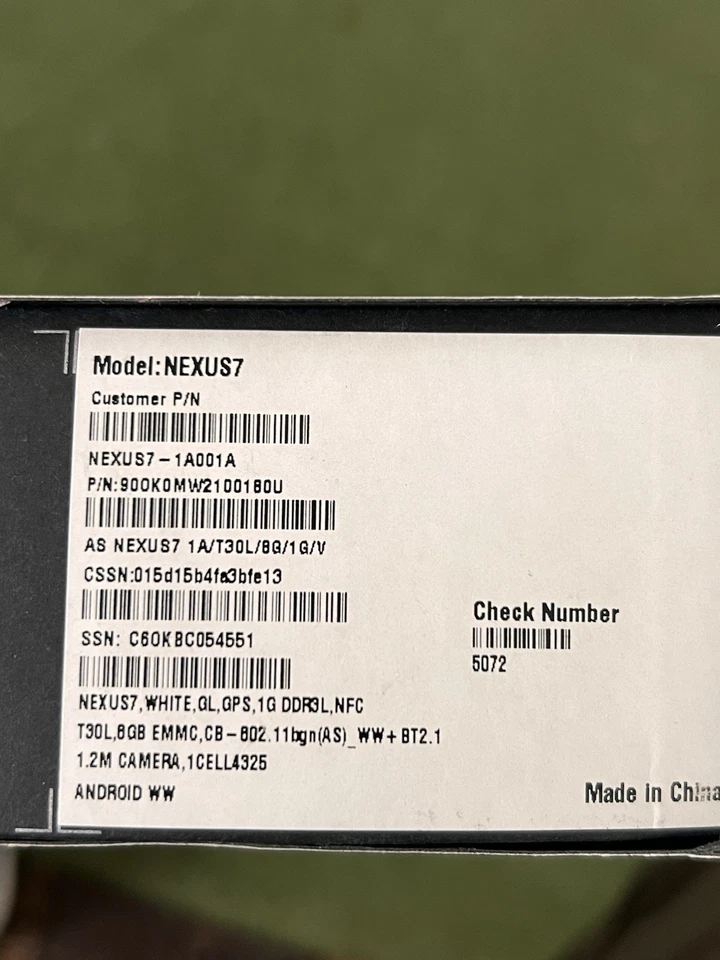 Model:NEXUS7
Customer P/N
NEXUS7-1A001A
P/N:900K0MW2100180U
AS NEXUS7 1A/T30L/8G/1G/V
CSSN:015d15b4fa3bfe13
SSN: C60KBC054551
Check Number
5072
NEXUS7,WHITE,GL,GPS,1G DDR3L,NFC
T30L,8GB EMMC,CB-802.11bgn(AS)_WW+BT2.1
1.2M CAMERA,1CELL4325
ANDROID WW
Made in China